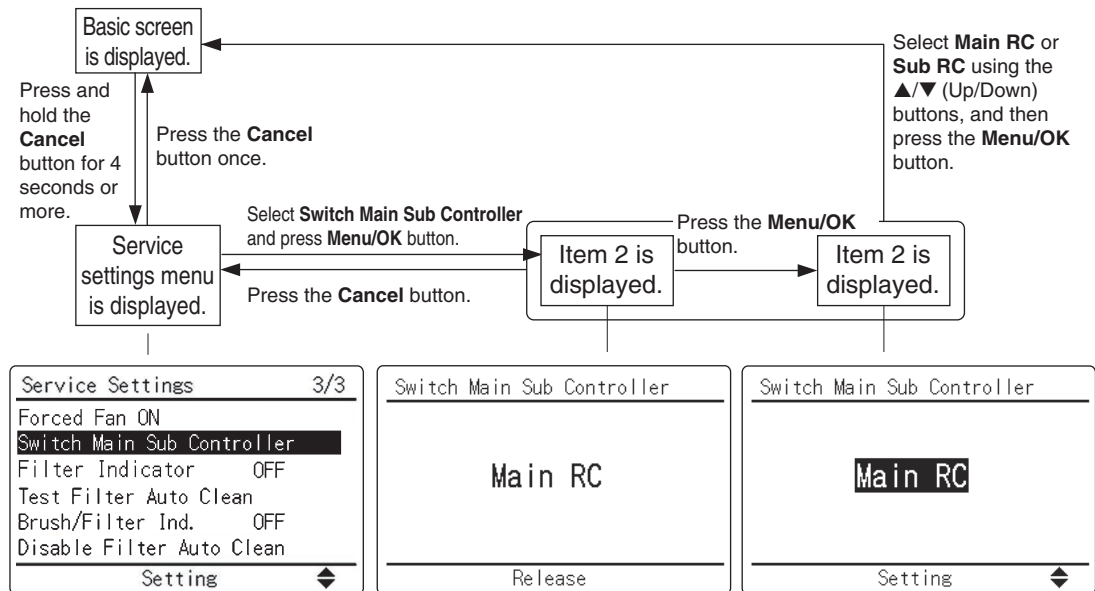 Basic screen
is displayed.
Press and
hold the
Cancel
button for 4
seconds or
more.
Press the Cancel
button once.
Select Main RC or
Sub RC using the
▲/▼ (Up/Down)
buttons, and then
press the Menu/OK
button.
Service
settings menu
is displayed.
Select Switch Main Sub Controller
and press Menu/OK button.
Press the Cancel button.
Item 2 is
displayed.
Press the Menu/OK
button.
Item 2 is
displayed.
Service Settings 3/3
Forced Fan ON
Switch Main Sub Controller
Filter Indicator OFF
Test Filter Auto Clean
Brush/Filter Ind. OFF
Disable Filter Auto Clean
Setting
Switch Main Sub Controller
Main RC
Release
Switch Main Sub Controller
Main RC
Setting